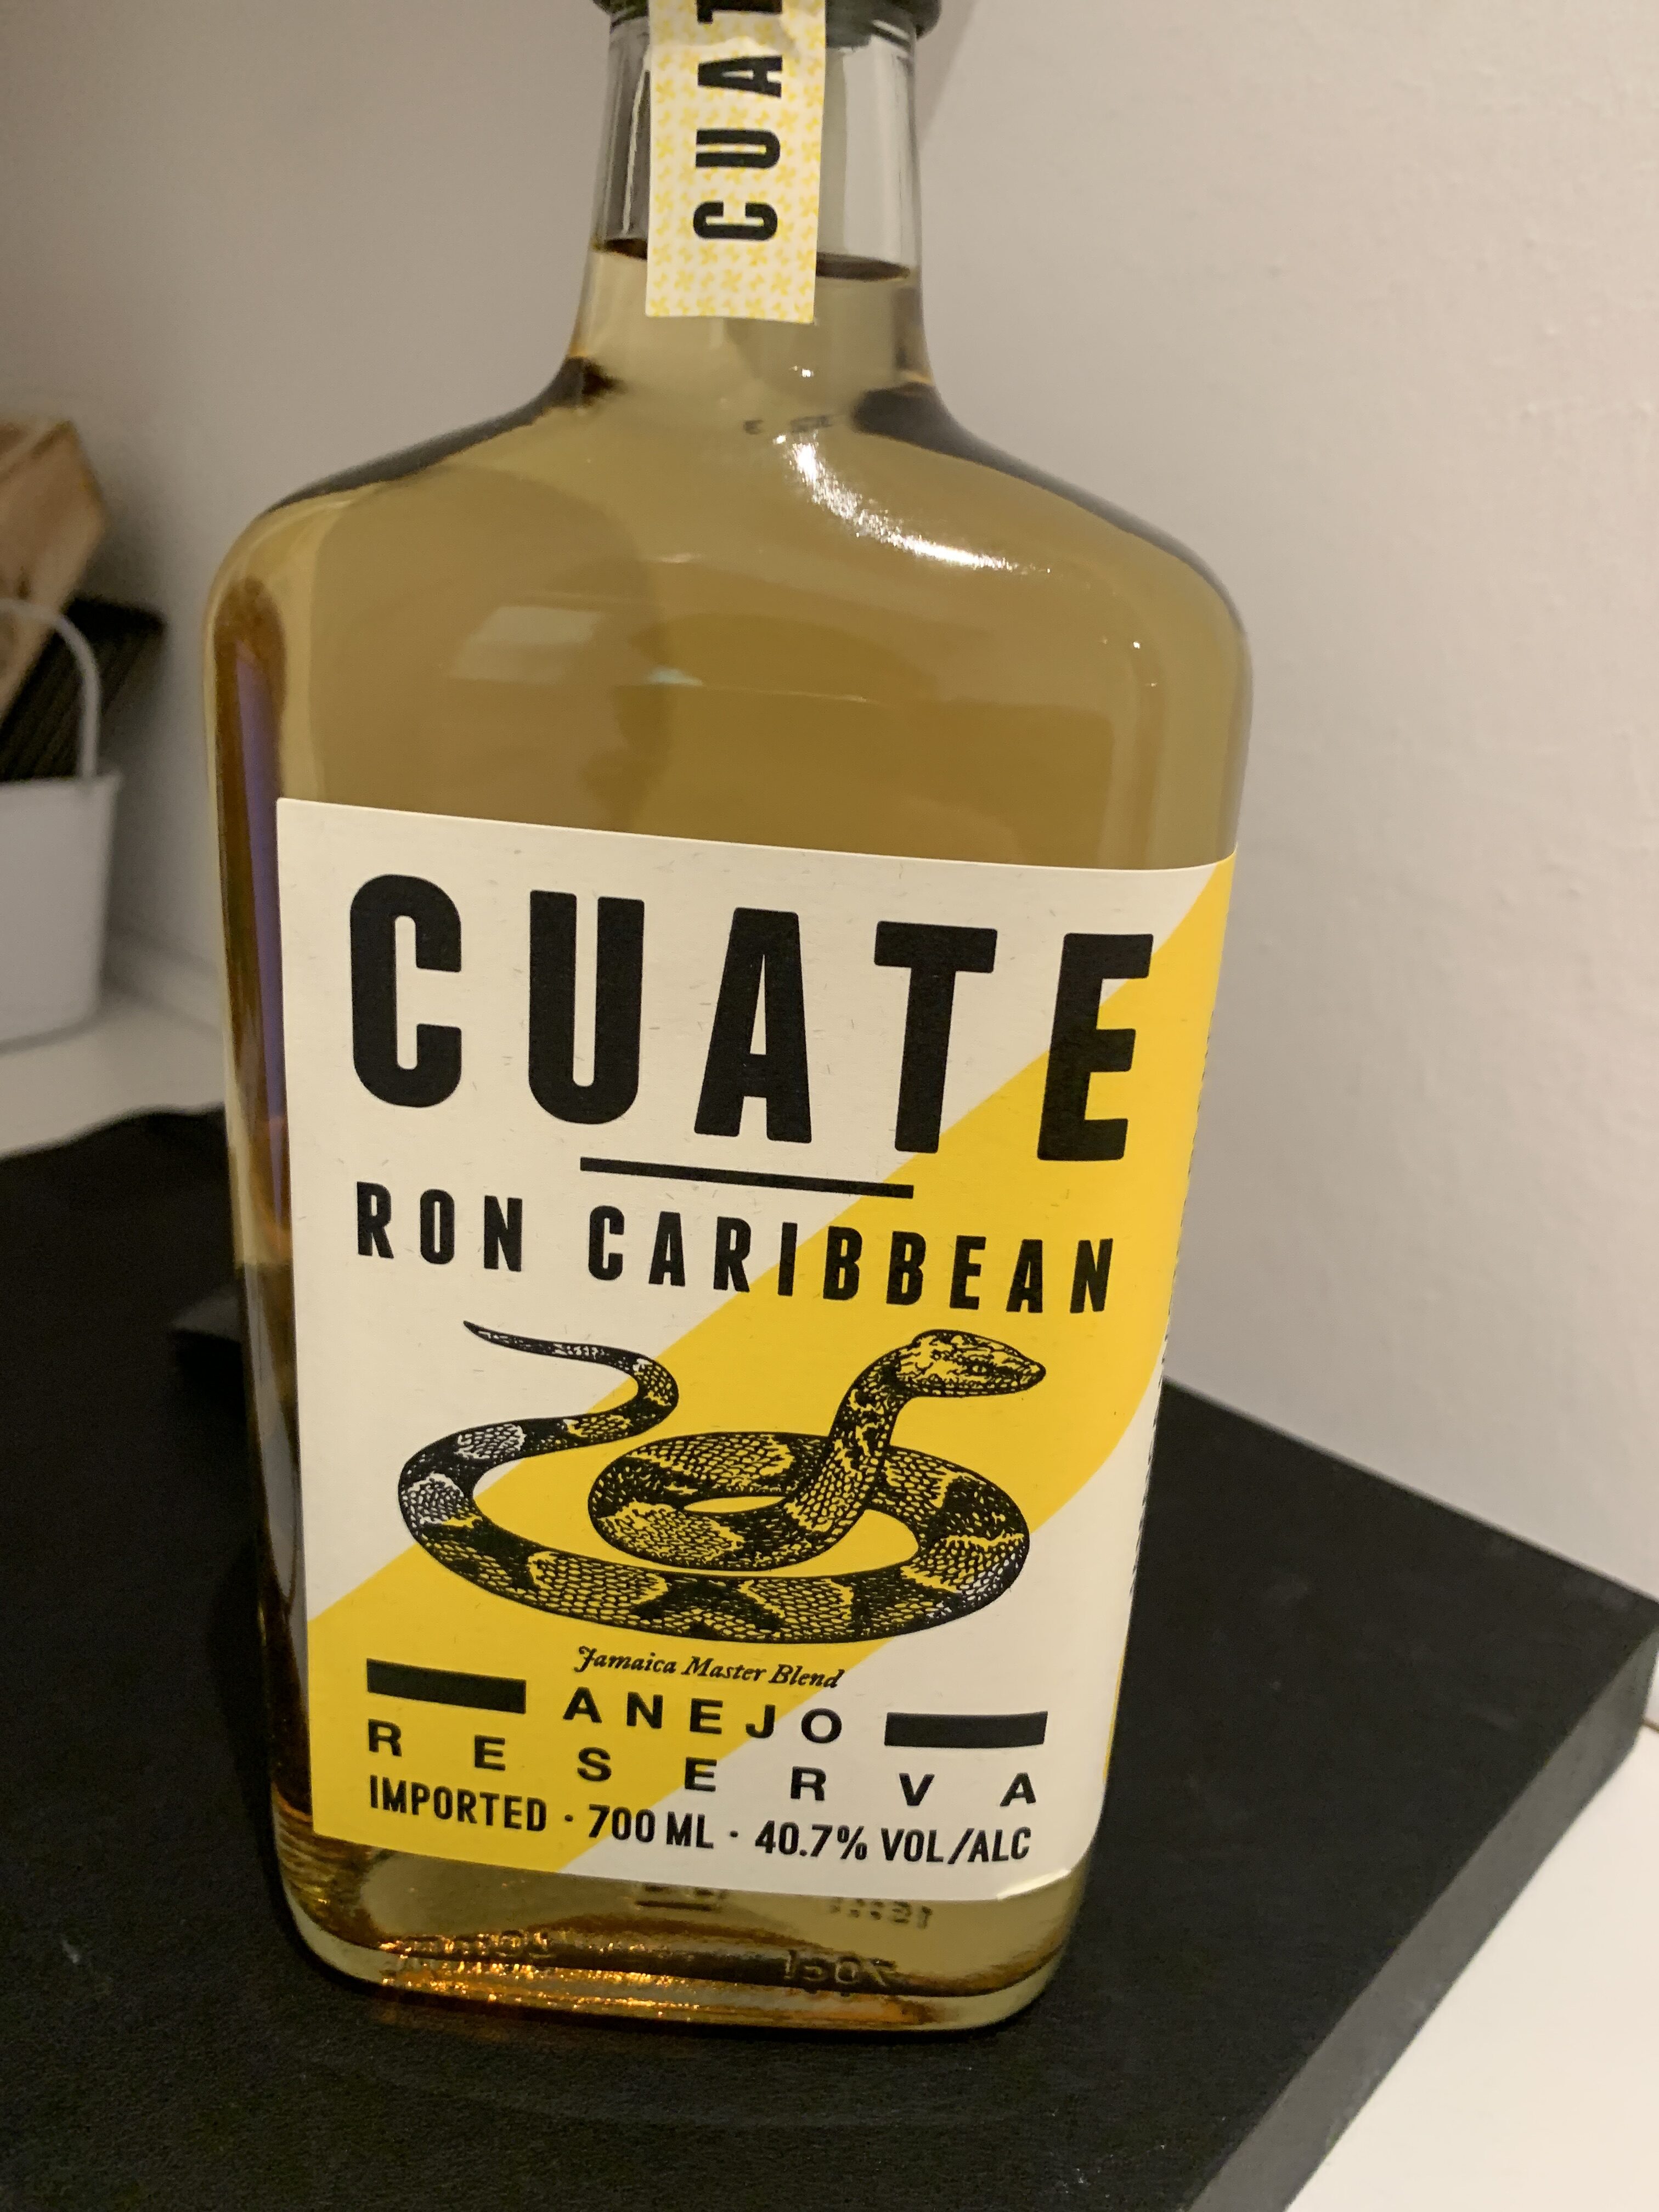 CUAT
CUATE
RON CARIBBEAN
Jamaica Master Blend
ANEJO
RESERVA
IMPORTED · 700 ML · 40.7% VOL/ALC